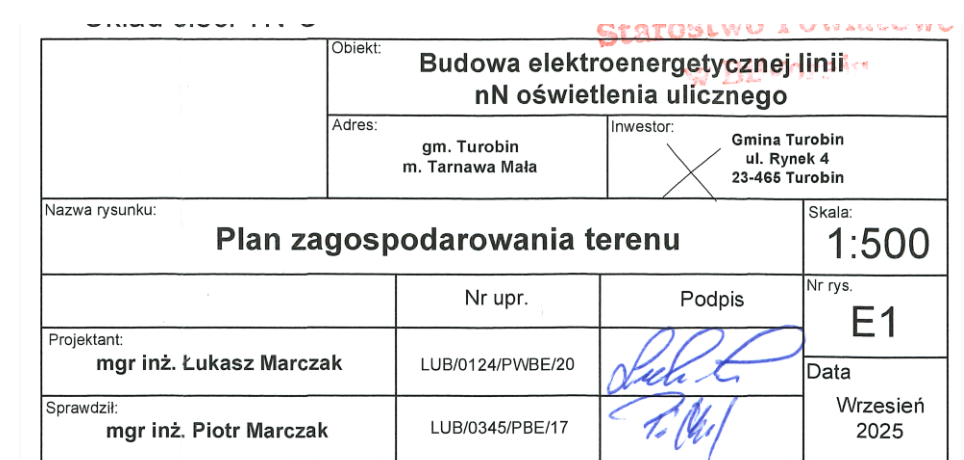 Obiekt:
Budowa elektroenergetycznej linii
nN oświetlenia ulicznego
Adres:
gm. Turobin
m. Tarnawa Mała
Inwestor:
Gmina Turobin
ul. Rynek 4
23-465 Turobin
Nazwa rysunku:
Plan zagospodarowania terenu
Skala:
1:500
Nr upr.
Podpis
Nr rys.
E1
Projektant:
mgr inż. Łukasz Marczak
LUB/0124/PWBE/20
Data
Wrzesień
2025
Sprawdził:
mgr inż. Piotr Marczak
LUB/0345/PBE/17